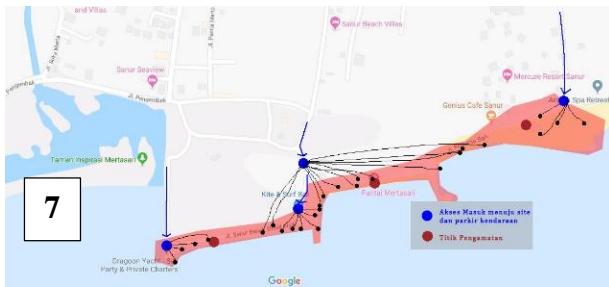 and Villas
Sanur Beach Villas
Sanur Seaview
Jl. Pengembak
Mercure Resort Sanur
Spa Retreat
Genius Cafe Sanur
Taman Inspirasi Mertasari
Kite & Surf
Pantai Mertasari
7
Akses Masuk menuju site
dan parkir kendaraan
Titik Pengamatan
Dragoon Yacht
Party & Private Charters
Google